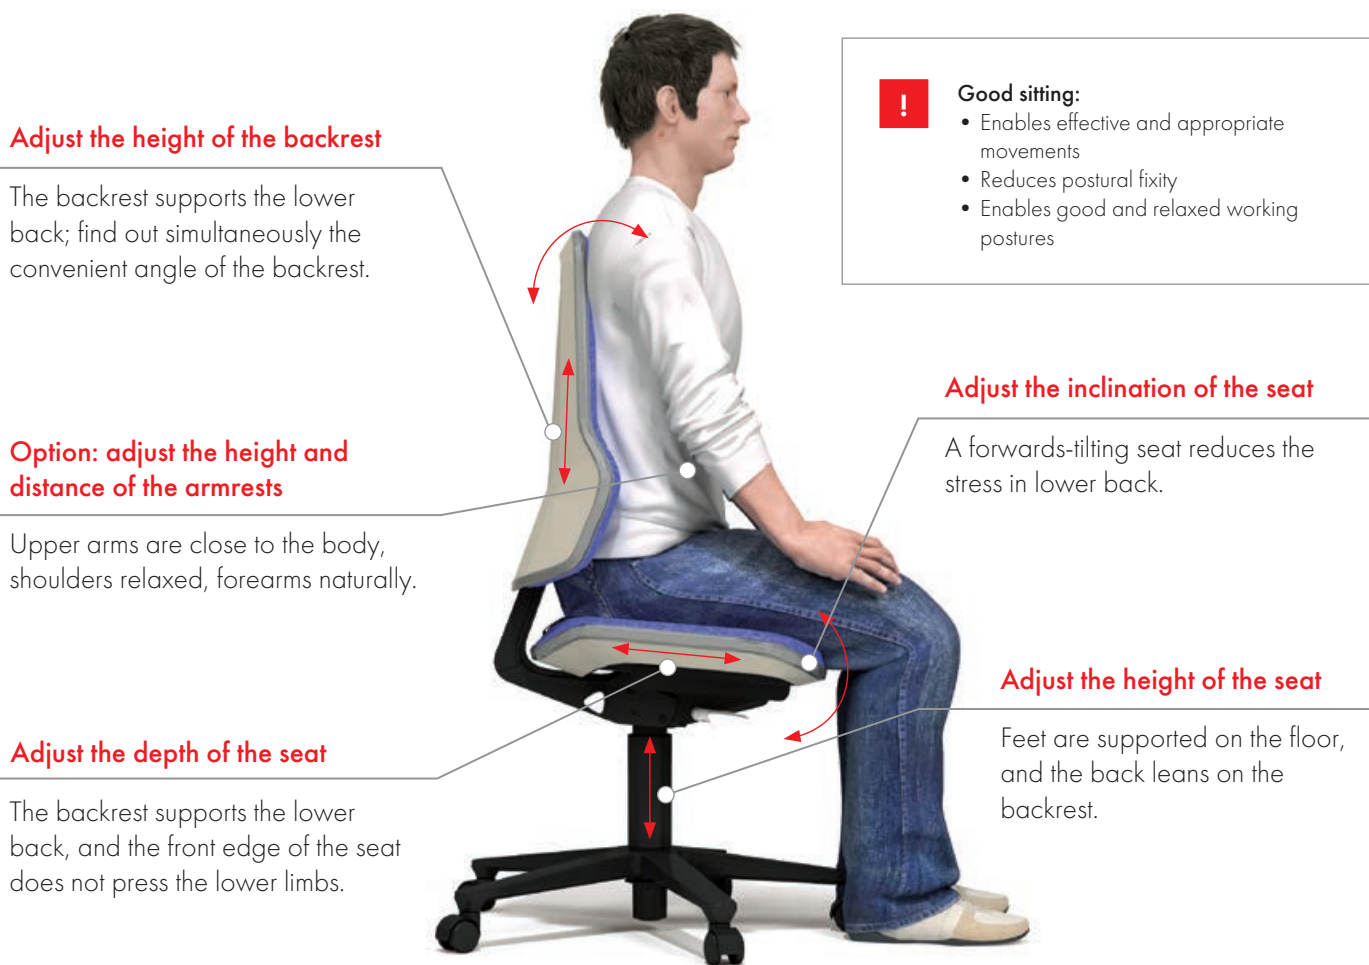 Adjust the height of the backrest
The backrest supports the lower
back; find out simultaneously the
convenient angle of the backrest.
Option: adjust the height and
distance of the armrests
Upper arms are close to the body,
shoulders relaxed, forearms naturally.
Adjust the depth of the seat
The backrest supports the lower
back, and the front edge of the seat
does not press the lower limbs.
!
Good sitting:
• Enables effective and appropriate
movements
• Reduces postural fixity
• Enables good and relaxed working
postures
Adjust the inclination of the seat
A forwards-tilting seat reduces the
stress in lower back.
Adjust the height of the seat
Feet are supported on the floor,
and the back leans on the
backrest.